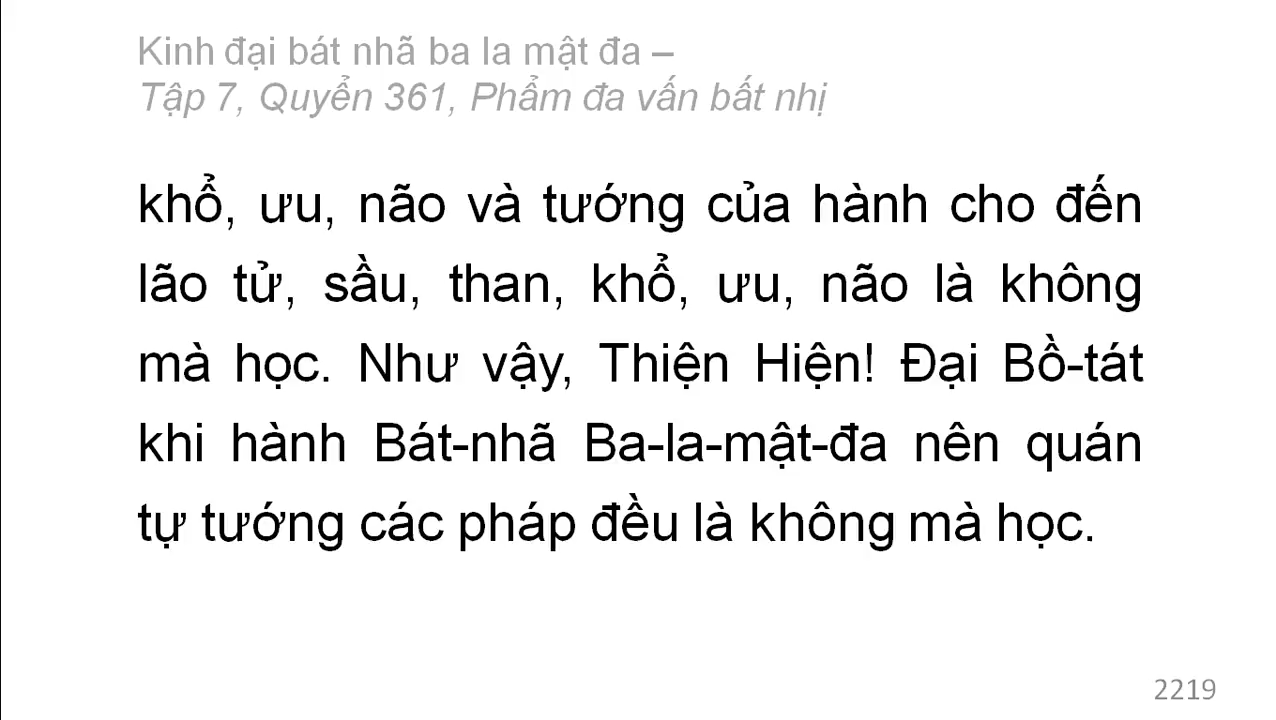 Kinh đại bát nhã ba la mật đa –
Tập 7, Quyển 361, Phẩm đa vấn bất nhị
khổ, ưu, não và tướng của hành cho đến
lão tử, sầu, than, khổ, ưu, não là không
mà học. Như vậy, Thiện Hiện! Đại Bồ-tát
khi hành Bát-nhã Ba-la-mật-đa nên quán
tự tướng các pháp đều là không mà học.
2219